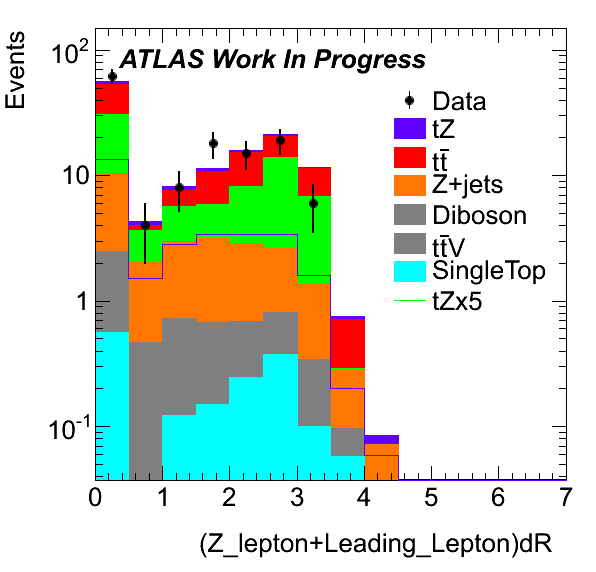 Events
10²
10
1
10⁻¹
ATLAS Work In Progress
Data
tZ
tt̄
Z+jets
Diboson
tt̄V
SingleTop
tZx5
0 1 2 3 4 5 6 7
(Z_lepton+Leading_Lepton)dR